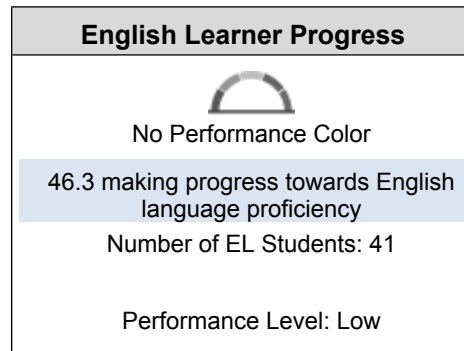 English Learner Progress
No Performance Color
46.3 making progress towards English
language proficiency
Number of EL Students: 41
Performance Level: Low